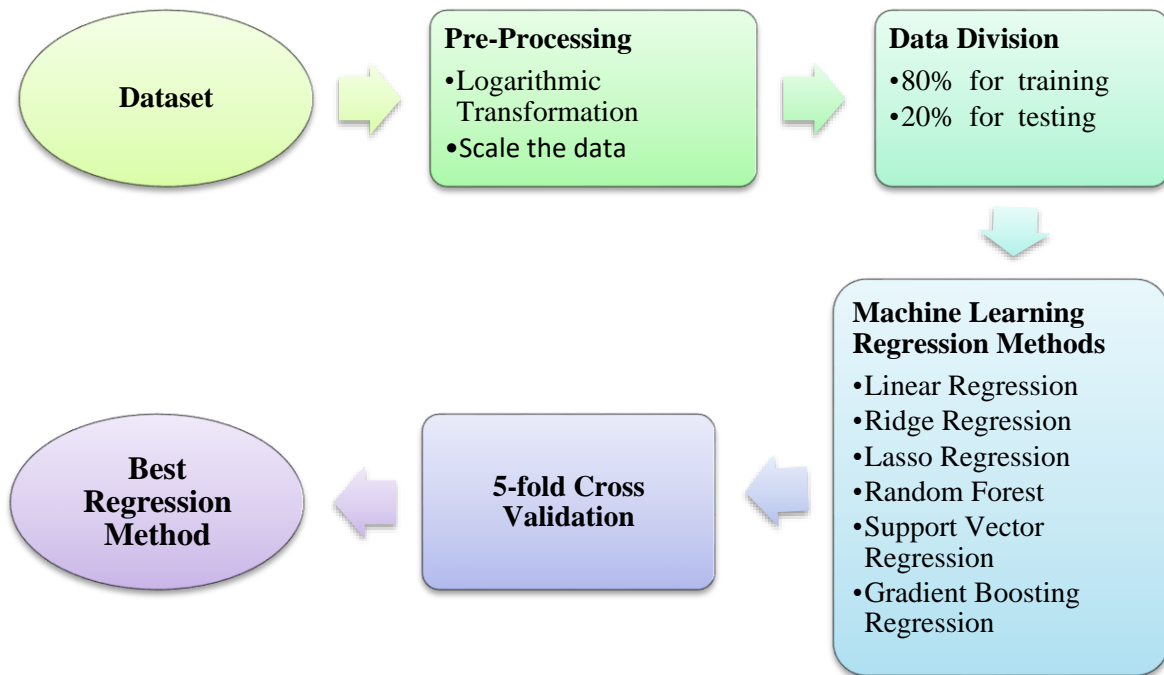 Dataset
Pre-Processing
•Logarithmic
Transformation
•Scale the data
Data Division
•80% for training
•20% for testing
Machine Learning
Regression Methods
•Linear Regression
•Ridge Regression
•Lasso Regression
•Random Forest
•Support Vector
Regression
•Gradient Boosting
Regression
5-fold Cross
Validation
Best
Regression
Method